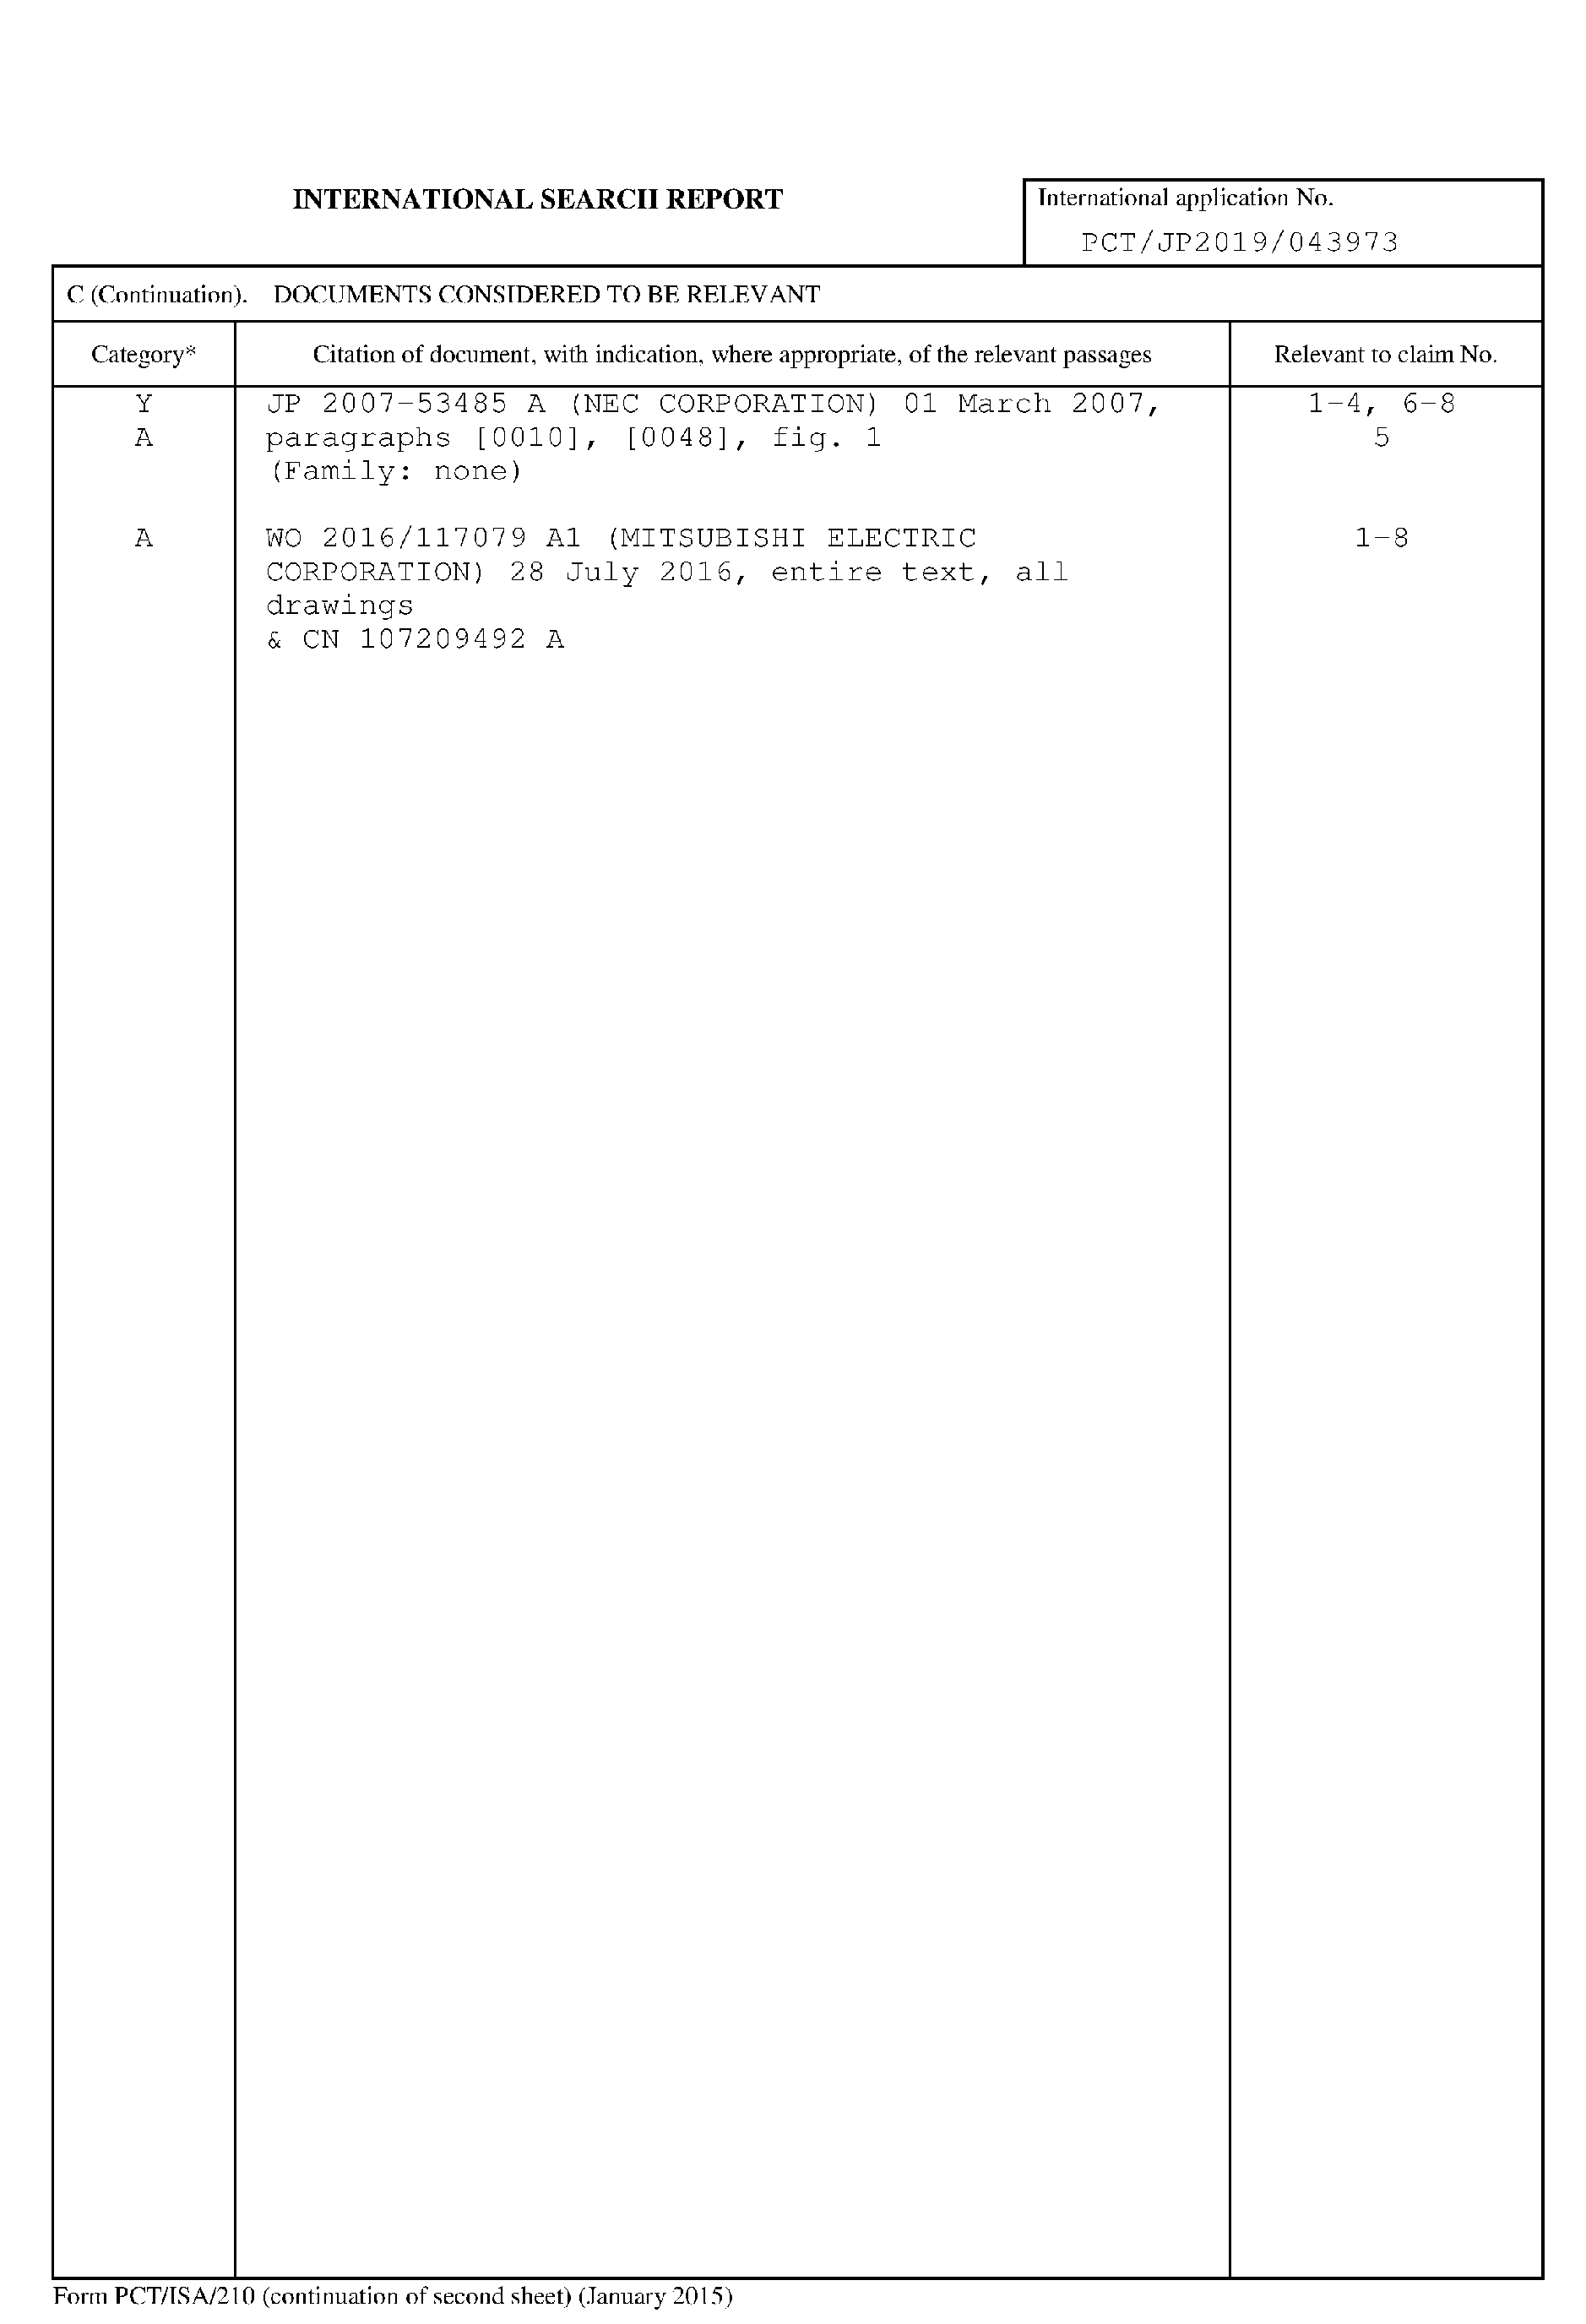 INTERNATIONAL SEARCH REPORT
International application No.
PCT/JP2019/043973
C (Continuation). DOCUMENTS CONSIDERED TO BE RELEVANT
Category* Citation of document, with indication, where appropriate, of the relevant passages Relevant to claim No.
Y JP 2007-53485 A (NEC CORPORATION) 01 March 2007, 1-4, 6-8
A paragraphs [0010], [0048], fig. 1 5
(Family: none)
A WO 2016/117079 A1 (MITSUBISHI ELECTRIC 1-8
CORPORATION) 28 July 2016, entire text, all
drawings
& CN 107209492 A
Form PCT/ISA/210 (continuation of second sheet) (January 2015)